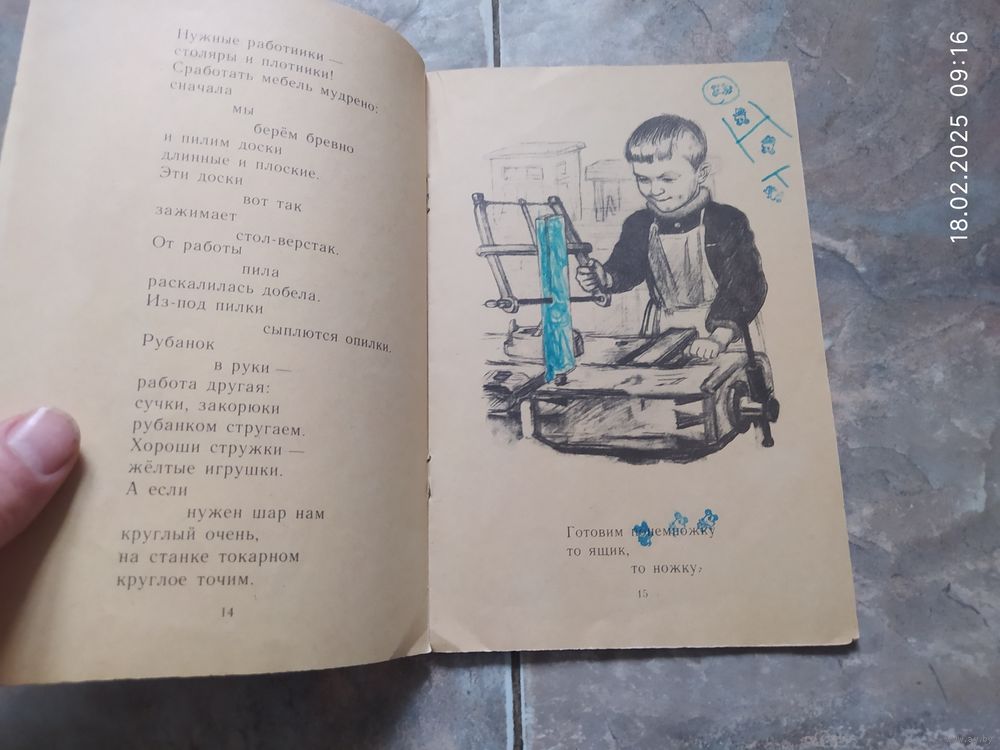 Нужные работники —
столяры и плотники!
Сработать мебель мудрено:
сначала
мы
берём бревно
и пилим доски
длинные и плоские.
Эти доски
вот так
зажимает
стол-верстак.
От работы
пила
раскалилась добела.
Из-под пилки
сыплются опилки.
Рубанок
в руки —
работа другая:
сучки, закорюки
рубанком стругаем.
Хороши стружки —
жёлтые игрушки.
А если
нужен шар нам
круглый очень,
на станке токарном
круглое точим.
14
Готовим понемножку
то ящик,
то ножку.
15
18.02.2025 09:16